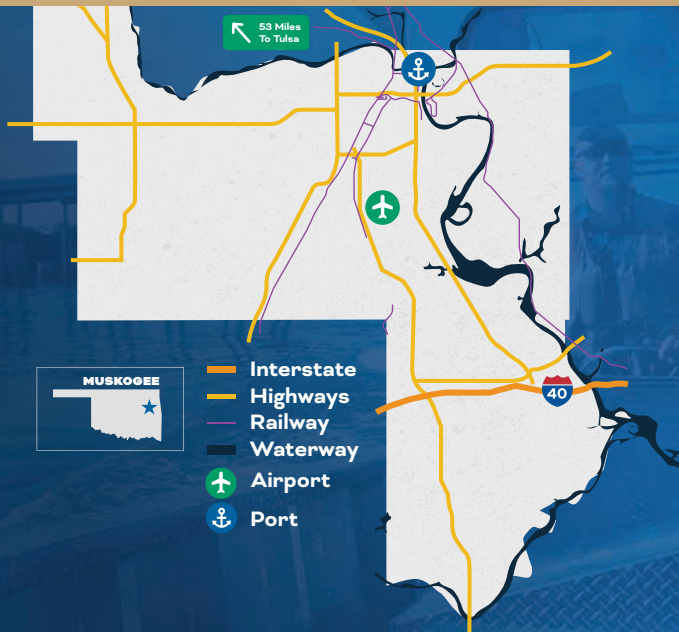 53 Miles
To Tulsa
MUSKOGEE
Interstate
Highways
Railway
Waterway
Airport
Port
40